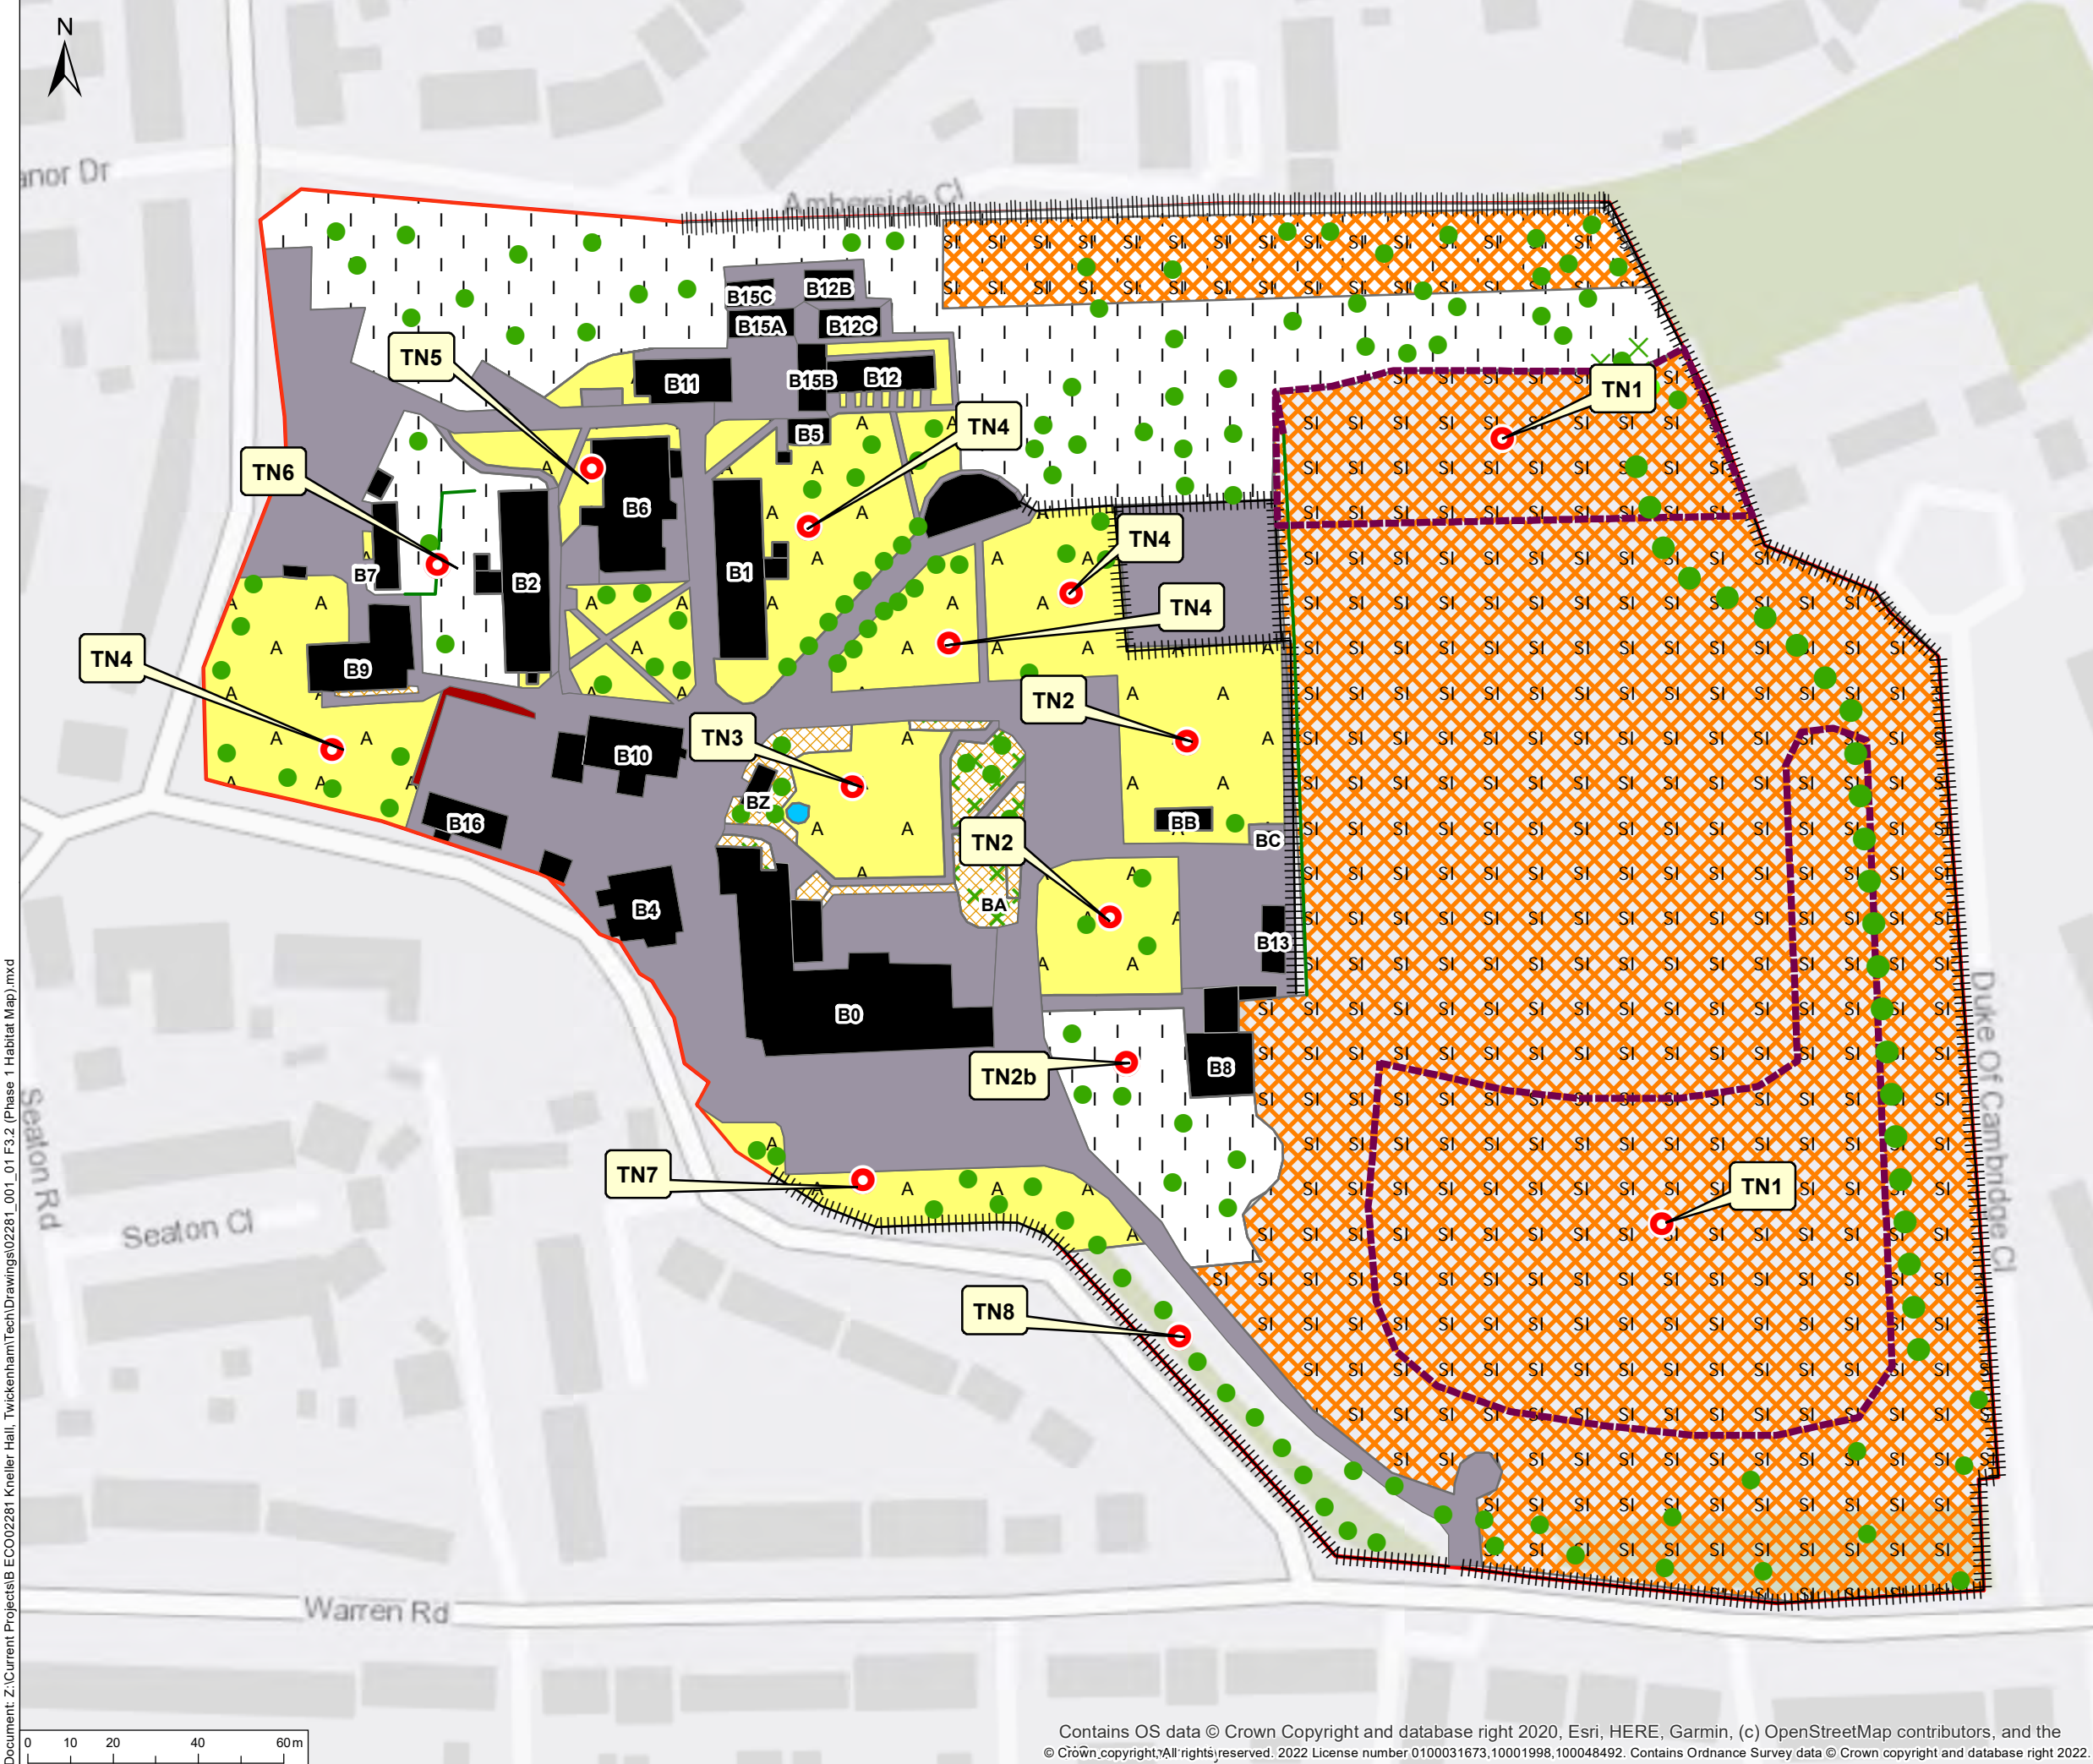 N
anor Dr
Amberside Cl
B15C
B12B
B15A
B12C
TN5
B11
B15B
B12
TN1
B5
TN4
TN6
B6
TN4
B7
B2
B1
TN4
TN4
B9
TN2
TN3
B10
BZ
B16
BB
TN2
BC
BA
B4
B13
B0
TN2b
B8
Duke Of Cambridge Cl
Seaton Rd
TN7
TN1
Seaton Cl
TN8
Warren Rd
Document: Z:\Current Projects\B ECO02281 Kneller Hall, Twickenham\Tech\Drawings\02281_001_01 F3.2 (Phase 1 Habitat Map).mxd
0 10 20 40 60 m
Contains OS data © Crown Copyright and database right 2020, Esri, HERE, Garmin, (c) OpenStreetMap contributors, and the
© Crown copyright, All rights reserved. 2022 License number 0100031673,10001998,100048492. Contains Ordnance Survey data © Crown copyright and database right 2022